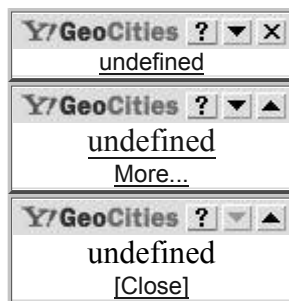 Y! GeoCities ?
undefined
Y! GeoCities ?
undefined
More...
Y! GeoCities ?
undefined
[Close]